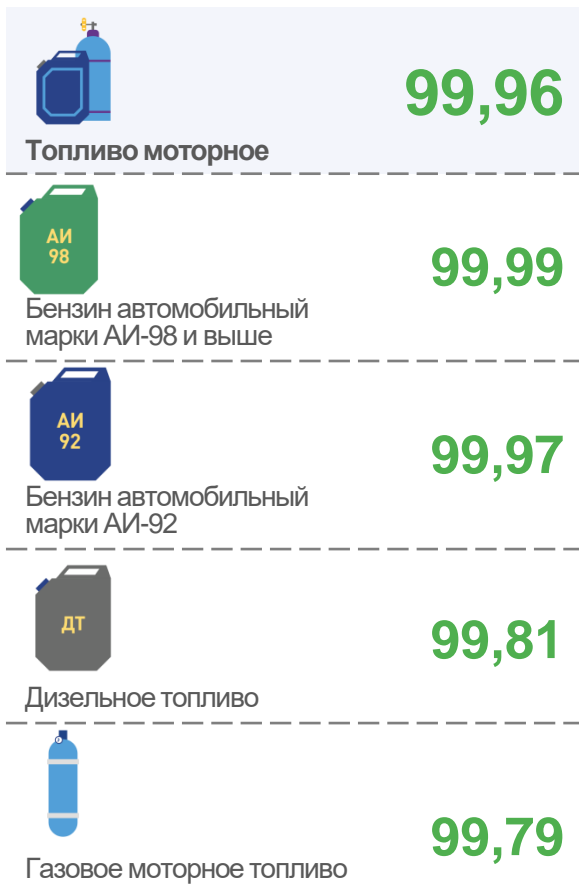 99,96
Топливо моторное
АИ
98
99,99
Бензин автомобильный
марки АИ-98 и выше
АИ
92
99,97
Бензин автомобильный
марки АИ-92
ДТ
99,81
Дизельное топливо
99,79
Газовое моторное топливо